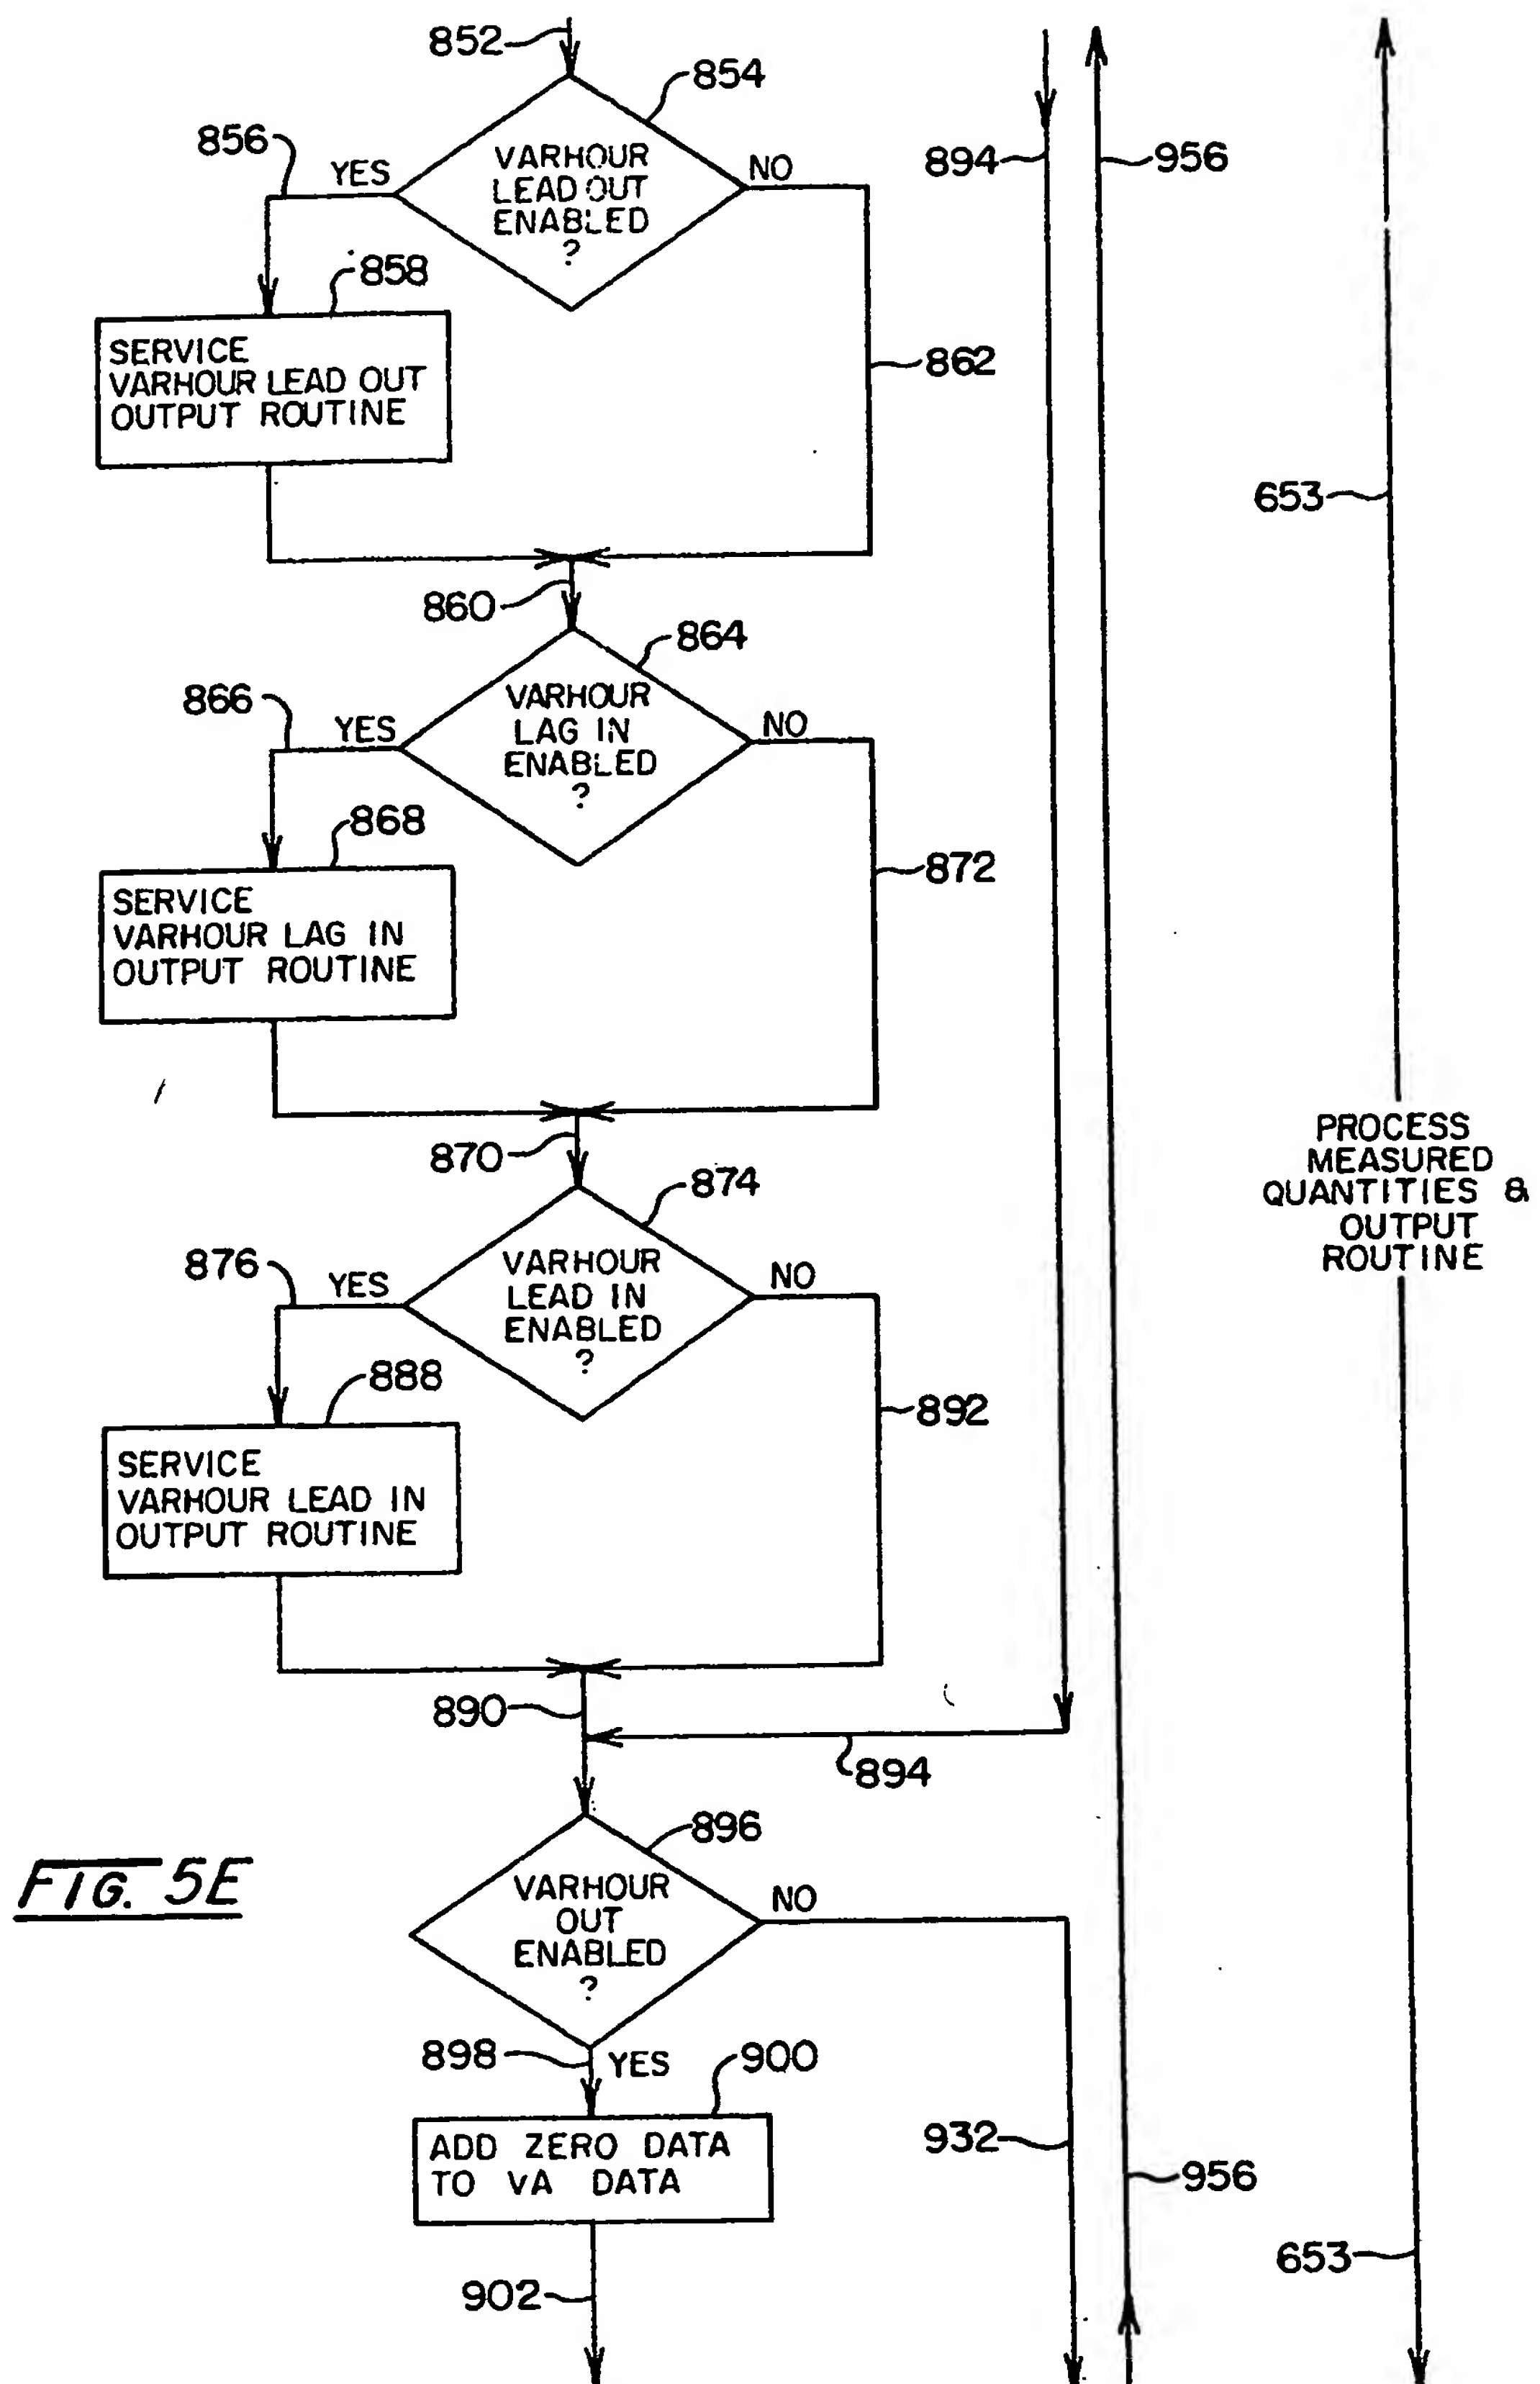 852
854
856
YES
VARHOUR
LEAD OUT
ENABLED
?
NO
894
956
858
SERVICE
VARHOUR LEAD OUT
OUTPUT ROUTINE
862
653
860
864
866
YES
VARHOUR
LAG IN
ENABLED
?
NO
868
SERVICE
VARHOUR LAG IN
OUTPUT ROUTINE
872
870
874
PROCESS
MEASURED
QUANTITIES &
OUTPUT
ROUTINE
876
YES
VARHOUR
LEAD IN
ENABLED
?
NO
888
SERVICE
VARHOUR LEAD IN
OUTPUT ROUTINE
892
890
894
896
FIG. 5E
VARHOUR
OUT
ENABLED
?
NO
898
YES
900
ADD ZERO DATA
TO VA DATA
932
956
653
902